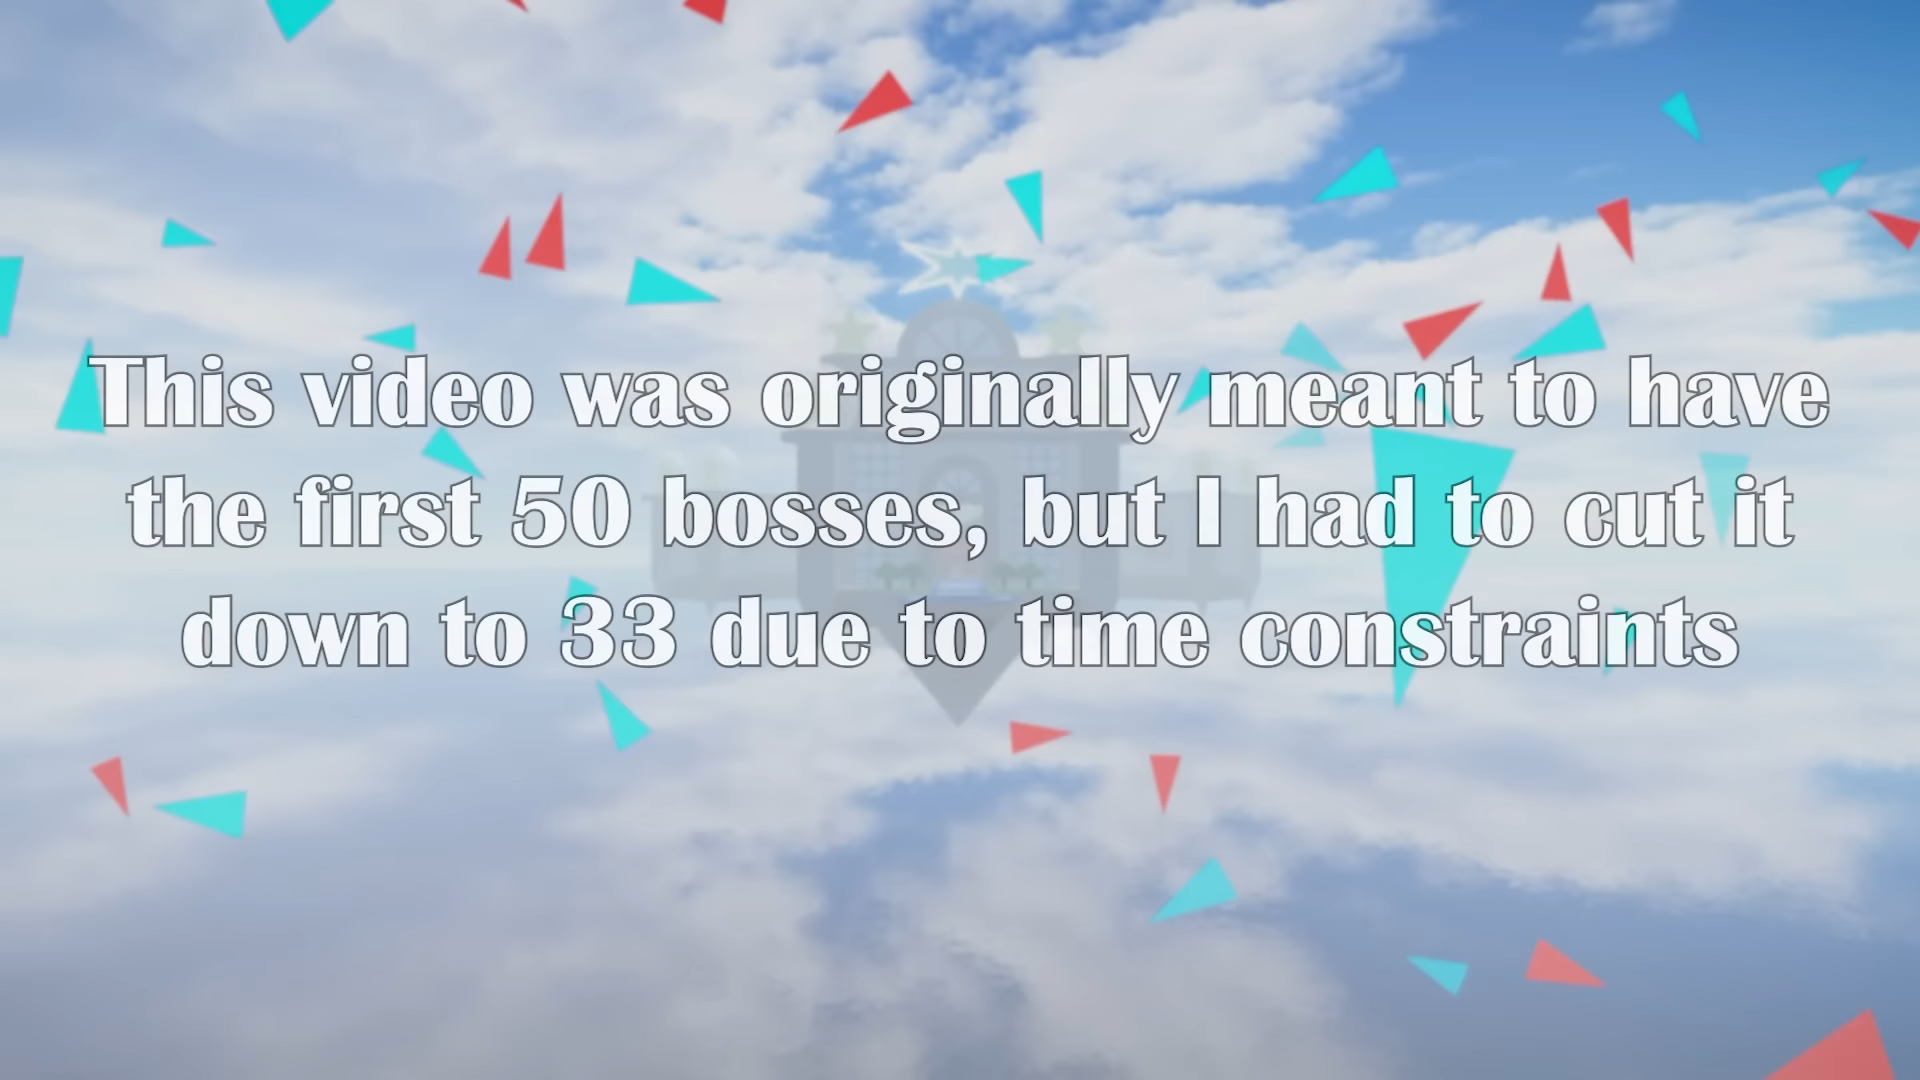 This video was originally meant to have
the first 50 bosses, but I had to cut it
down to 33 due to time constraints